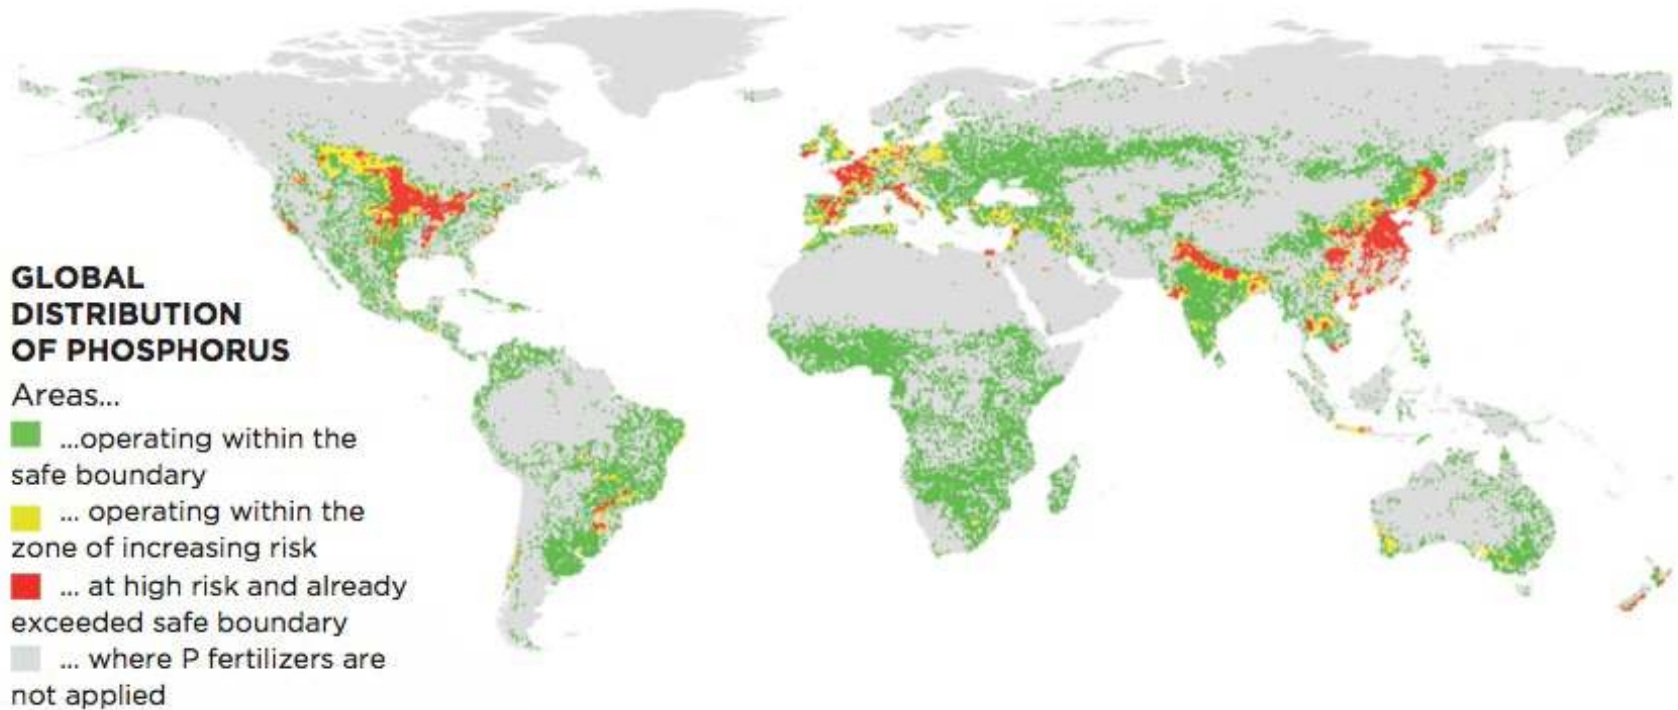 GLOBAL
DISTRIBUTION
OF PHOSPHORUS
Areas...
...operating within the
safe boundary
... operating within the
zone of increasing risk
... at high risk and already
exceeded safe boundary
... where P fertilizers are
not applied